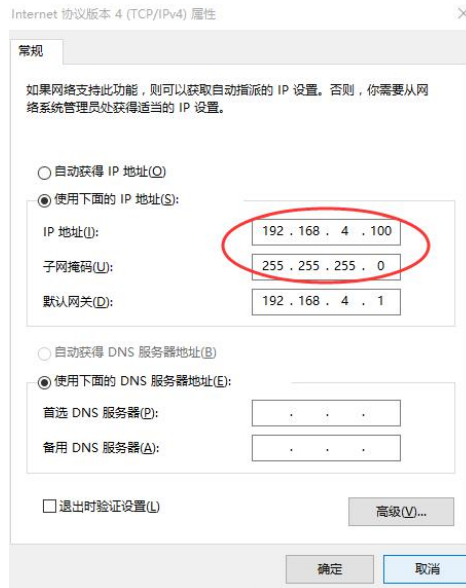 Internet 协议版本 4 (TCP/IPv4) 属性
常规
如果网络支持此功能，则可以获取自动指派的 IP 设置。否则，你需要从网
络系统管理员处获得适当的 IP 设置。
自动获得 IP 地址(O)
使用下面的 IP 地址(S):
IP 地址(I): 192 . 168 . 4 . 100
子网掩码(U): 255 . 255 . 255 . 0
默认网关(D): 192 . 168 . 4 . 1
自动获得 DNS 服务器地址(B)
使用下面的 DNS 服务器地址(E):
首选 DNS 服务器(P): . . .
备用 DNS 服务器(A): . . .
退出时验证设置(L)
高级(V)...
确定 取消